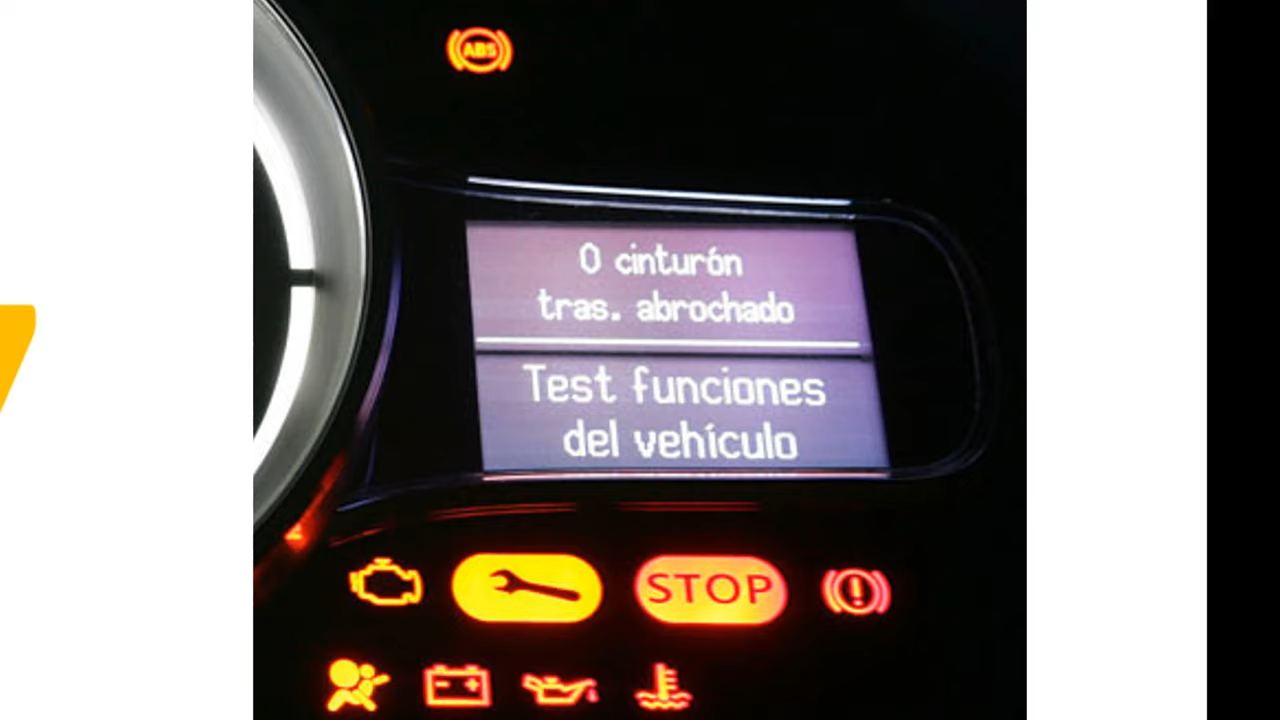 ABS
0 cinturón
tras. abrochado
Test funciones
del vehículo
STOP